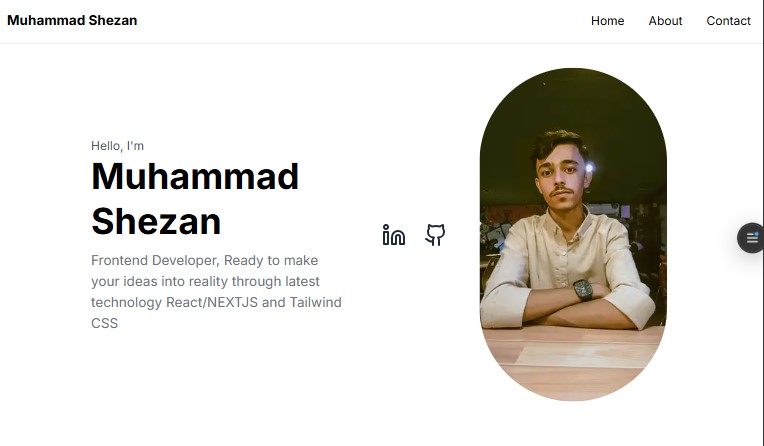 Muhammad Shezan
Home About Contact
Hello, I'm
Muhammad
Shezan
Frontend Developer, Ready to make
your ideas into reality through latest
technology React/NEXTJS and Tailwind
CSS